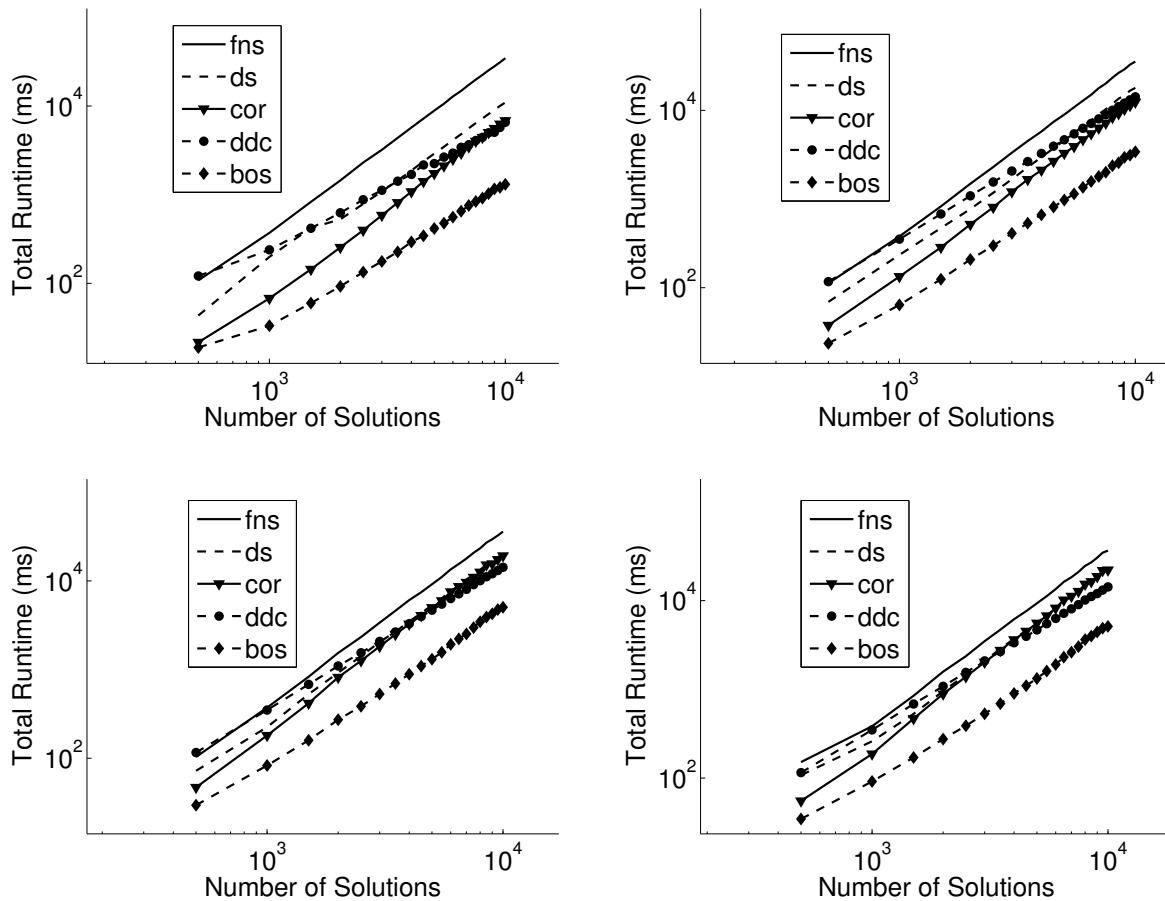 fns
ds
cor
ddc
bos
Total Runtime (ms)
10^4
10^2
10^3
10^4
Number of Solutions
fns
ds
cor
ddc
bos
Total Runtime (ms)
10^4
10^2
10^3
10^4
Number of Solutions
fns
ds
cor
ddc
bos
Total Runtime (ms)
10^4
10^2
10^3
10^4
Number of Solutions
fns
ds
cor
ddc
bos
Total Runtime (ms)
10^4
10^2
10^3
10^4
Number of Solutions